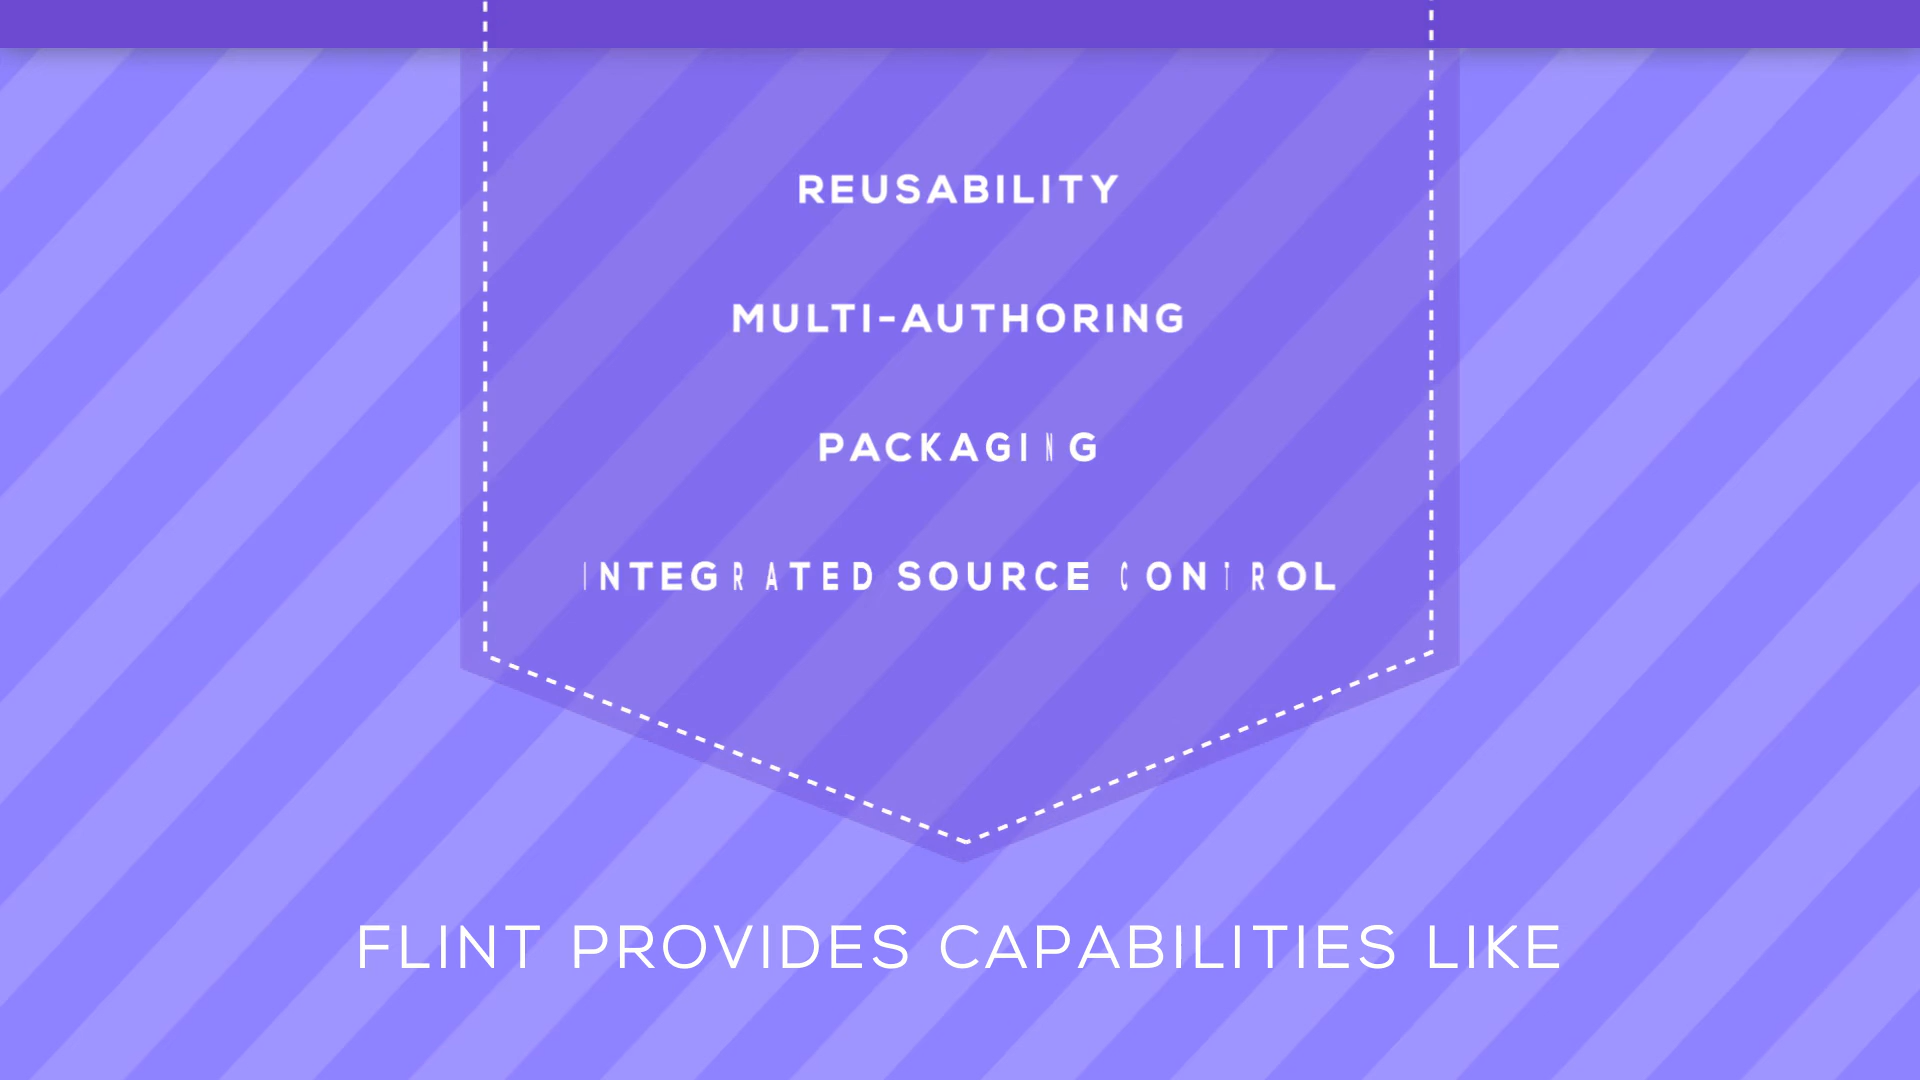 REUSABILITY
MULTI-AUTHORING
PACKAGING
INTEGRATED SOURCE CONTROL
FLINT PROVIDES CAPABILITIES LIKE